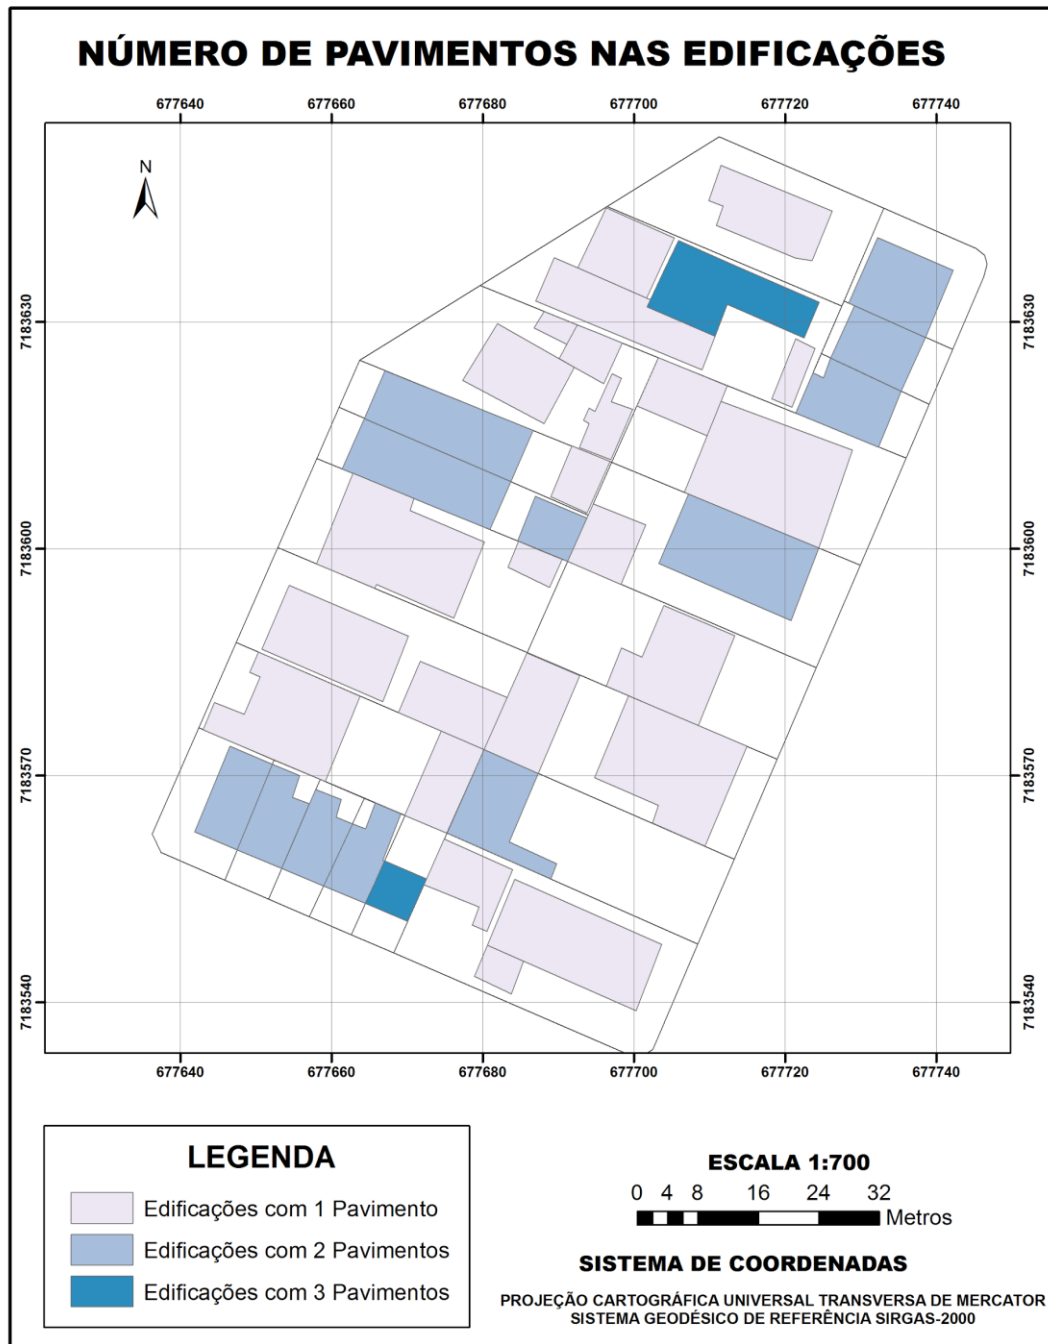 NÚMERO DE PAVIMENTOS NAS EDIFICAÇÕES
677640 677660 677680 677700 677720 677740
N
7183630 7183630
7183600 7183600
7183570 7183570
7183540 7183540
677640 677660 677680 677700 677720 677740
LEGENDA
Edificações com 1 Pavimento
Edificações com 2 Pavimentos
Edificações com 3 Pavimentos
ESCALA 1:700
0 4 8 16 24 32
Metros
SISTEMA DE COORDENADAS
PROJEÇÃO CARTOGRÁFICA UNIVERSAL TRANSVERSA DE MERCATOR
SISTEMA GEODÉSICO DE REFERÊNCIA SIRGAS-2000